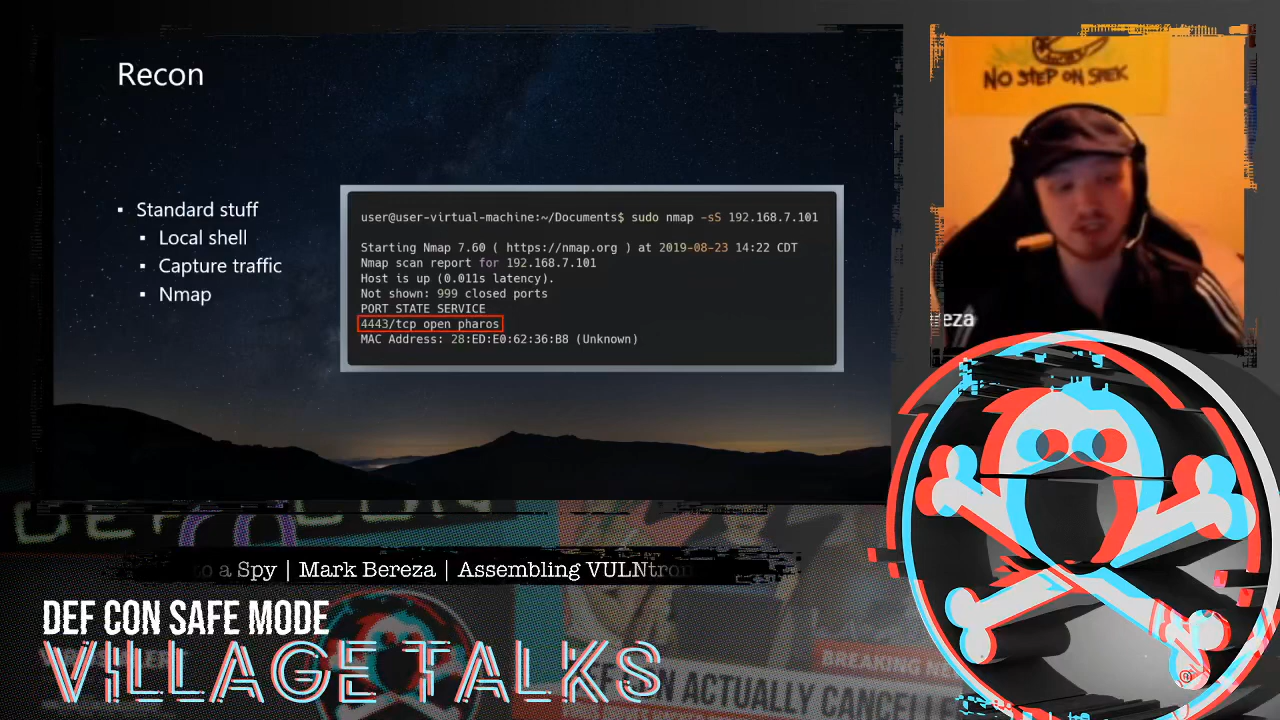 Recon
▪ Standard stuff
▪ Local shell
▪ Capture traffic
▪ Nmap
user@user-virtual-machine:~/Documents$ sudo nmap -sS 192.168.7.101
Starting Nmap 7.60 ( https://nmap.org ) at 2019-08-23 14:22 CDT
Nmap scan report for 192.168.7.101
Host is up (0.011s latency).
Not shown: 999 closed ports
PORT STATE SERVICE
4443/tcp open pharos
MAC Address: 28:ED:E0:62:36:B8 (Unknown)
NO STEP ON SNEK
eza
DEF CON
zo a Spy | Mark Bereza | Assembling VULNtron
DEF CON SAFE MODE
VILLAGE TALKS
BREAKING NE
ACTUALLY CANCELLE
®